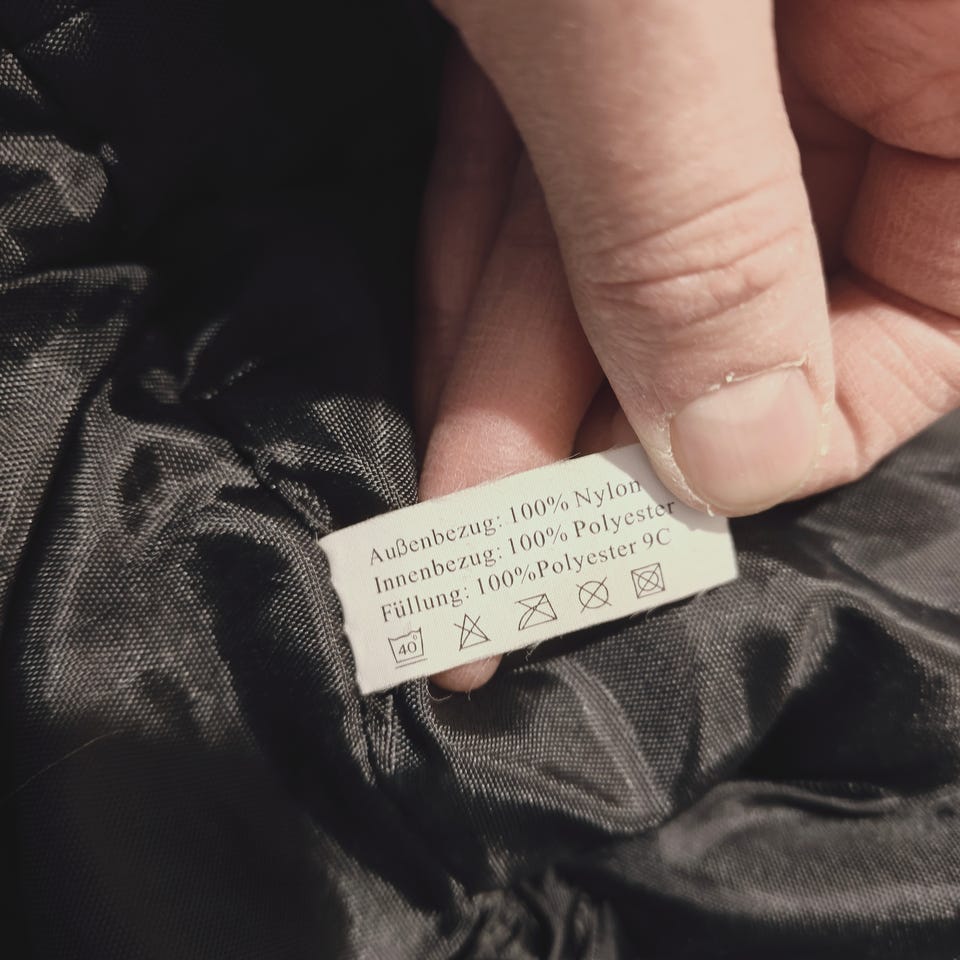 Außenbezug: 100% Nylon
Innenbezug: 100% Polyester
Füllung: 100%Polyester 9C
40°